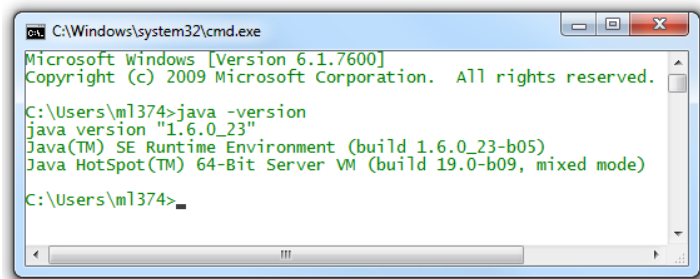 C:\Windows\system32\cmd.exe
Microsoft Windows [Version 6.1.7600]
Copyright (c) 2009 Microsoft Corporation.  All rights reserved.
C:\Users\ml374>java -version
java version "1.6.0_23"
Java(TM) SE Runtime Environment (build 1.6.0_23-b05)
Java HotSpot(TM) 64-Bit Server VM (build 19.0-b09, mixed mode)
C:\Users\ml374>